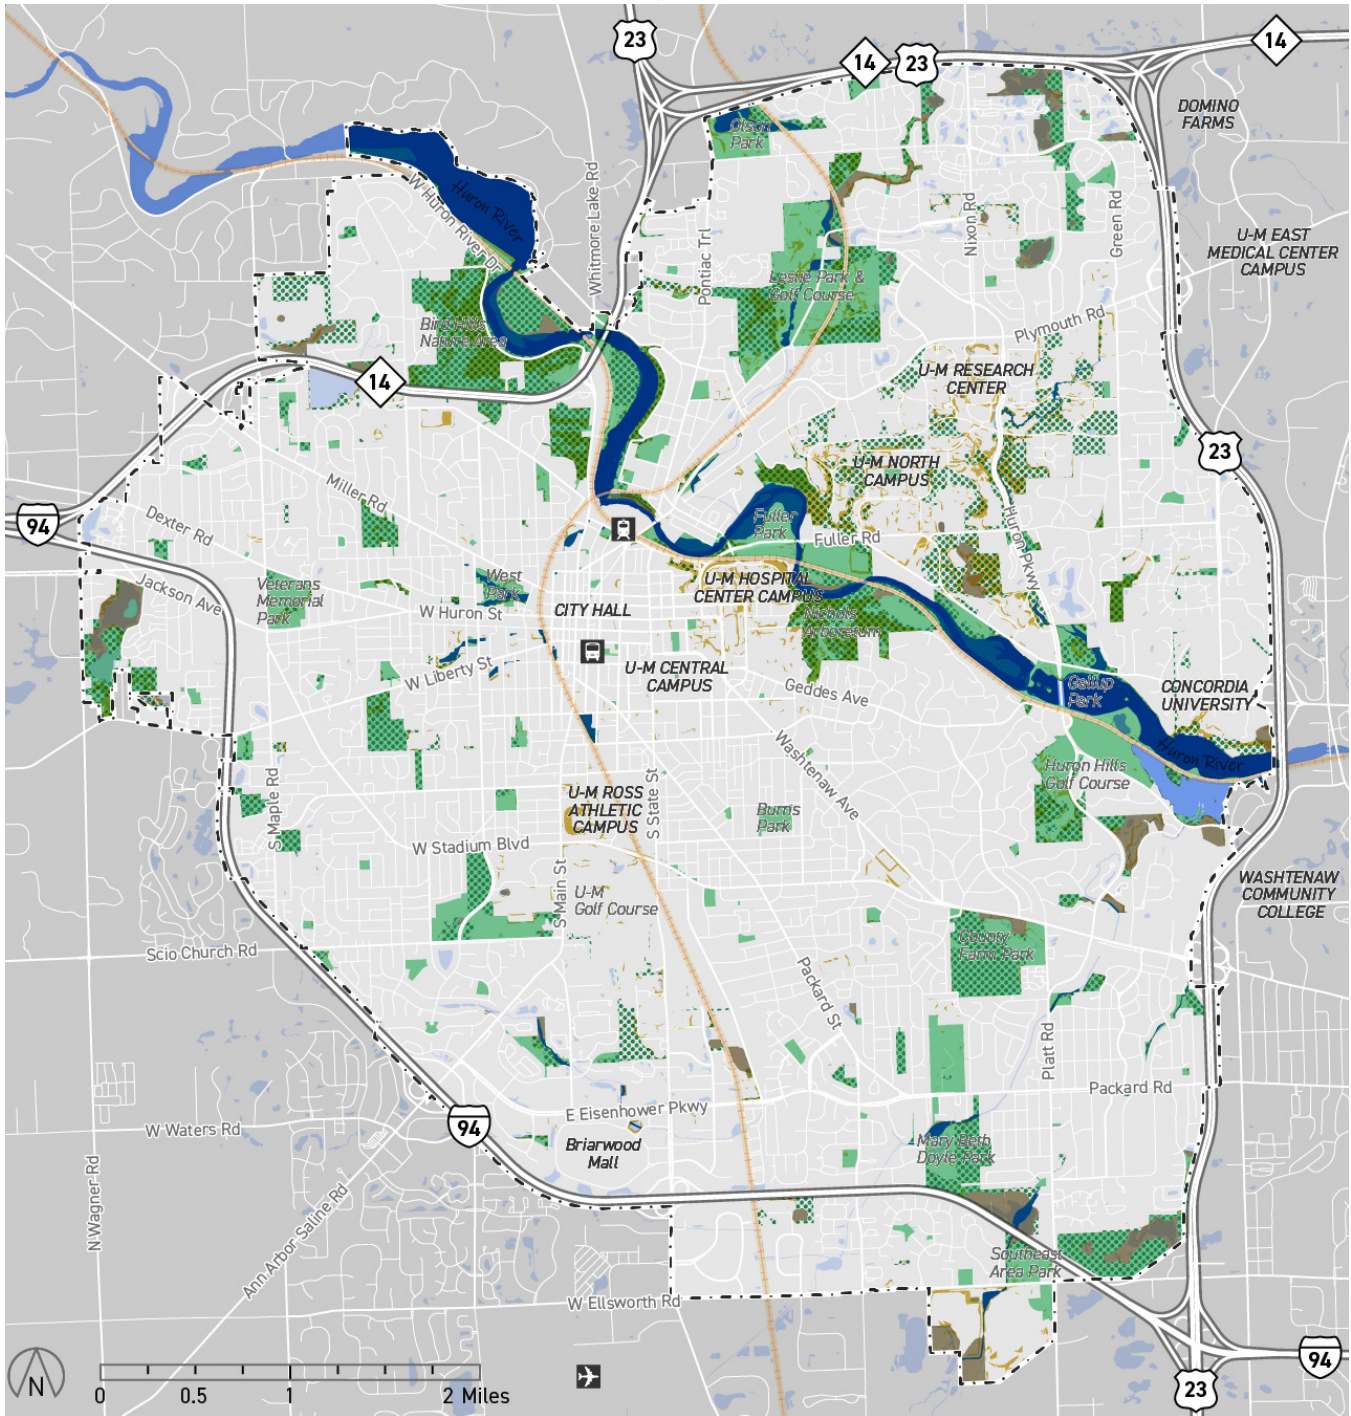 23
14
23
14
DOMINO
FARMS
Olson
Park
Huron River
W Huron River Dr
Whitmore Lake Rd
Pontiac Trl
Nixon Rd
Green Rd
U-M EAST
MEDICAL CENTER
CAMPUS
Leslie Park &
Golf Course
Bird Hills
Nature Area
Plymouth Rd
14
U-M RESEARCH
CENTER
23
U-M NORTH
CAMPUS
Miller Rd
94
Dexter Rd
Fuller
Park
Fuller Rd
Huron Pkwy
Jackson Ave
Veterans
Memorial
Park
West
Park
W Huron St
CITY HALL
U-M HOSPITAL
CENTER CAMPUS
Nichols
Arboretum
W Liberty St
U-M CENTRAL
CAMPUS
Geddes Ave
Gallup
Park
CONCORDIA
UNIVERSITY
Huron River
Washtenaw Ave
Huron Hills
Golf Course
S Maple Rd
U-M ROSS
ATHLETIC
CAMPUS
S State St
Burns
Park
W Stadium Blvd
S Main St
U-M
Golf Course
WASHTENAW
COMMUNITY
COLLEGE
Scio Church Rd
County
Farm Park
Packard St
Platt Rd
Packard Rd
E Eisenhower Pkwy
W Waters Rd
94
Briarwood
Mall
Mary Beth
Doyle Park
N Wagner Rd
Ann Arbor Saline Rd
Southeast
Area Park
W Ellsworth Rd
94
23
N
0 0.5 1 2 Miles